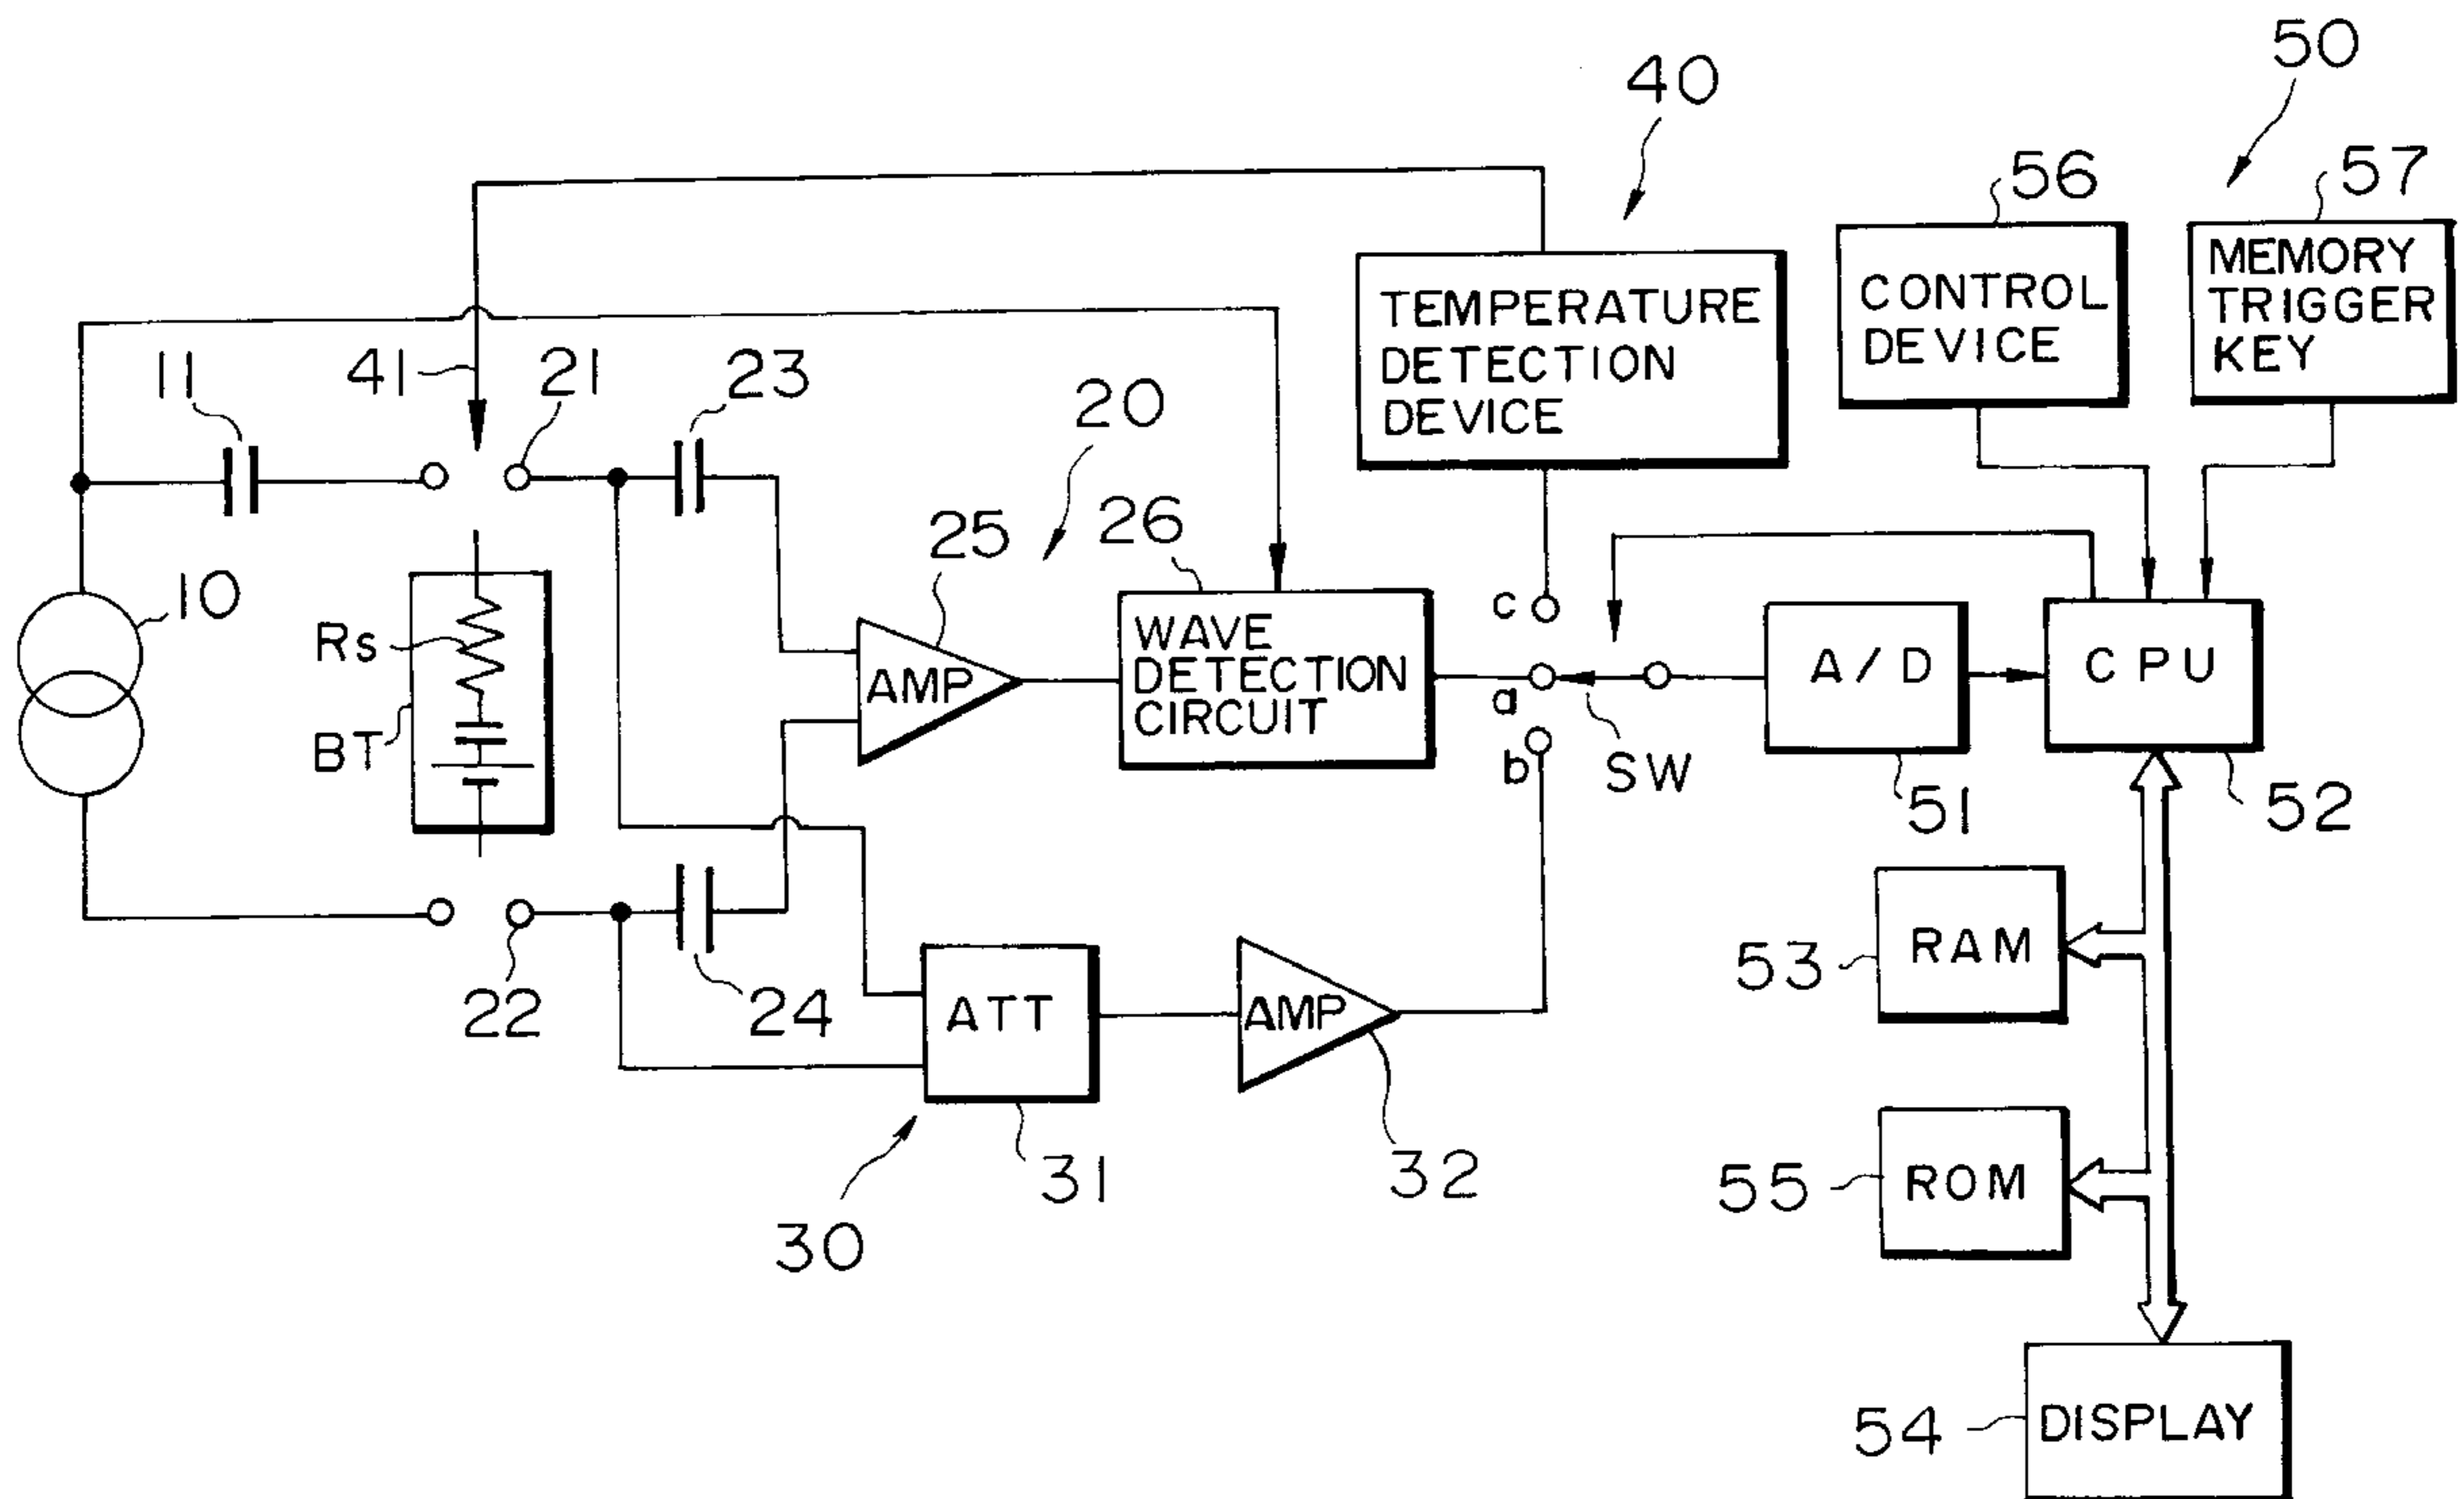 50
40
56
57
TEMPERATURE
DETECTION
DEVICE
CONTROL
DEVICE
MEMORY
TRIGGER
KEY
11
41
21
23
20
10
Rs
BT
25
AMP
26
WAVE
DETECTION
CIRCUIT
c
a
b
SW
A/D
51
CPU
52
22
24
ATT
31
30
AMP
32
53
RAM
55
ROM
54
DISPLAY